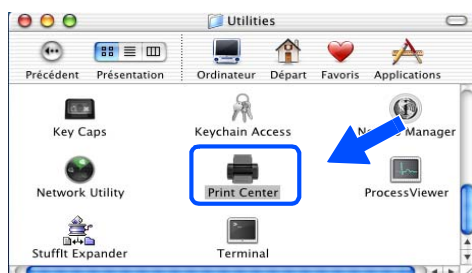 Utilities
Précédent Présentation Ordinateur Départ Favoris Applications
Key Caps Keychain Access Manager
Network Utility Print Center ProcessViewer
StuffIt Expander Terminal